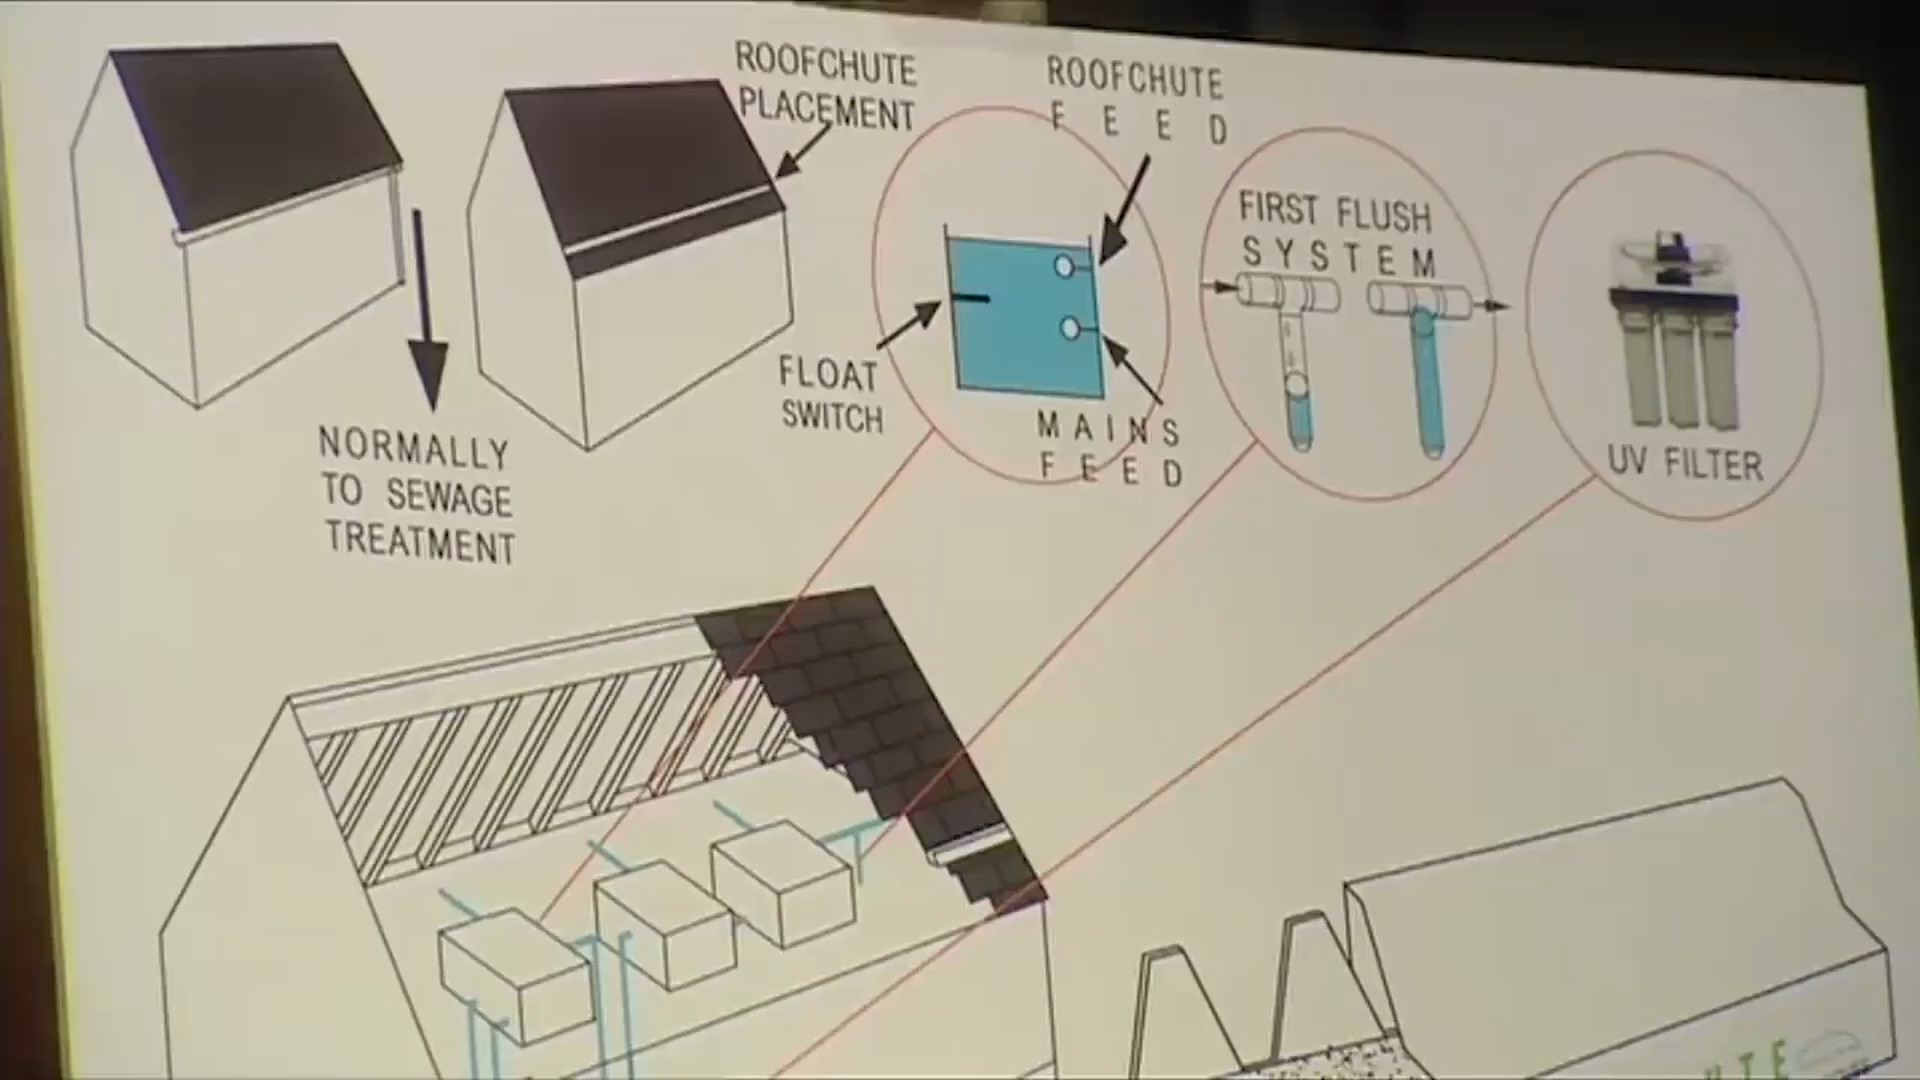 ROOFCHUTE
PLACEMENT
ROOFCHUTE
FEED
FIRST FLUSH
SYSTEM
FLOAT
SWITCH
MAINS
FEED
UV FILTER
NORMALLY
TO SEWAGE
TREATMENT